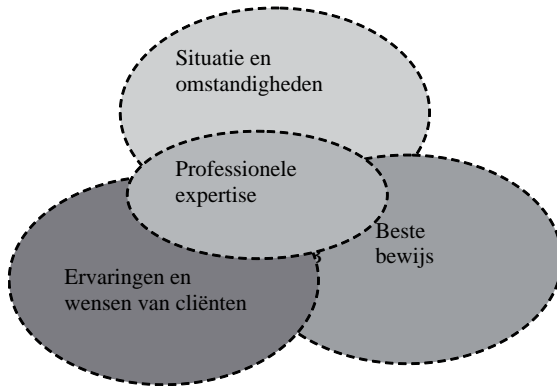 Situatie en
omstandigheden
Professionele
expertise
Beste
bewijs
Ervaringen en
wensen van cliënten